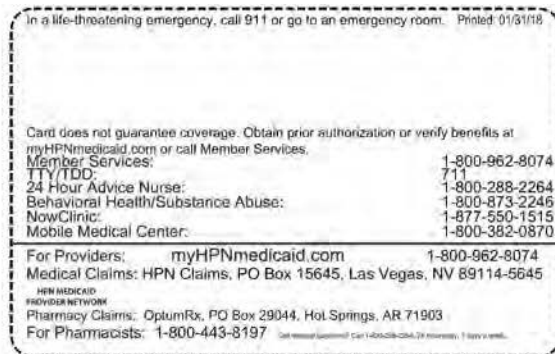 In a life-threatening emergency, call 911 or go to an emergency room. Printed: 01/31/18
Card does not guarantee coverage. Obtain prior authorization or verify benefits at
myHPNmedicaid.com or call Member Services.
Member Services: 1-800-962-8074
TTY/TDD: 711
24 Hour Advice Nurse: 1-800-288-2264
Behavioral Health/Substance Abuse: 1-800-873-2246
NowClinic: 1-877-550-1515
Mobile Medical Center: 1-800-382-0870
For Providers: myHPNmedicaid.com 1-800-962-8074
Medical Claims: HPN Claims, PO Box 15645, Las Vegas, NV 89114-5645
HPN MEDICAID
PROVIDER NETWORK
Pharmacy Claims: OptumRx, PO Box 29044, Hot Springs, AR 71903
For Pharmacists: 1-800-443-8197